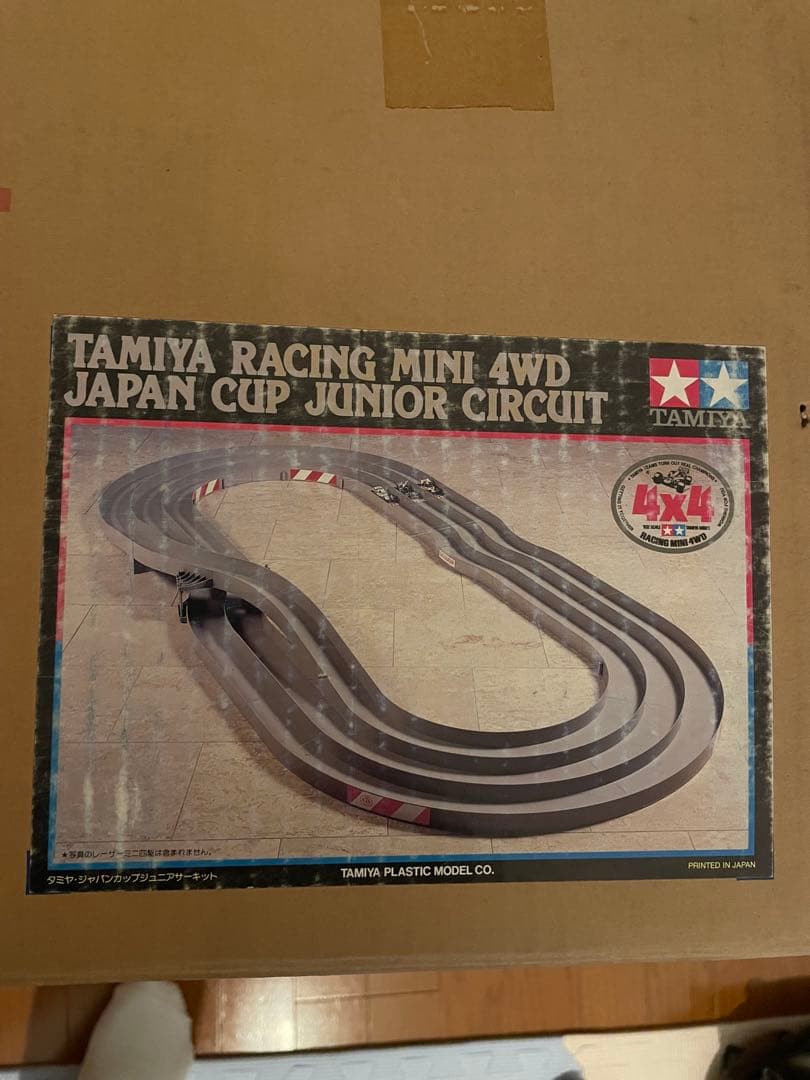 TAMIYA RACING MINI 4WD
JAPAN CUP JUNIOR CIRCUIT
TAMIYA
4x4
RACING MINI 4WD
★写真のレーサーミニ四駆は含まれません。
タミヤ・ジャパンカップジュニアサーキット
TAMIYA PLASTIC MODEL CO.
PRINTED IN JAPAN